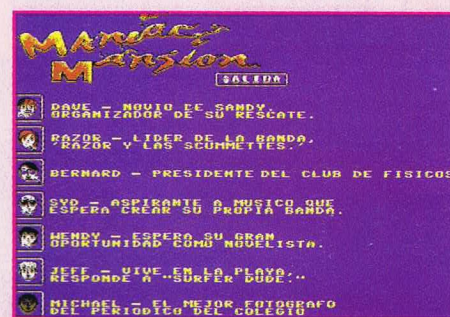 MANIAC
MANSION
SALIDA
DAVE – NOVIO DE SANDY.
ORGANIZADOR DE SU RESCATE.
RAZOR – LIDER DE LA BANDA,
"RAZOR Y LAS SCUMMETTES."
BERNARD – PRESIDENTE DEL CLUB DE FISICOS
SYD – ASPIRANTE A MUSICO QUE
ESPERA CREAR SU PROPIA BANDA.
WENDY – ESPERA SU GRAN
OPORTUNIDAD COMO NOVELISTA.
JEFF – VIVE EN LA PLAYA,
RESPONDE A "SURFER DUDE."
MICHAEL – EL MEJOR FOTOGRAFO
DEL PERIODICO DEL COLEGIO